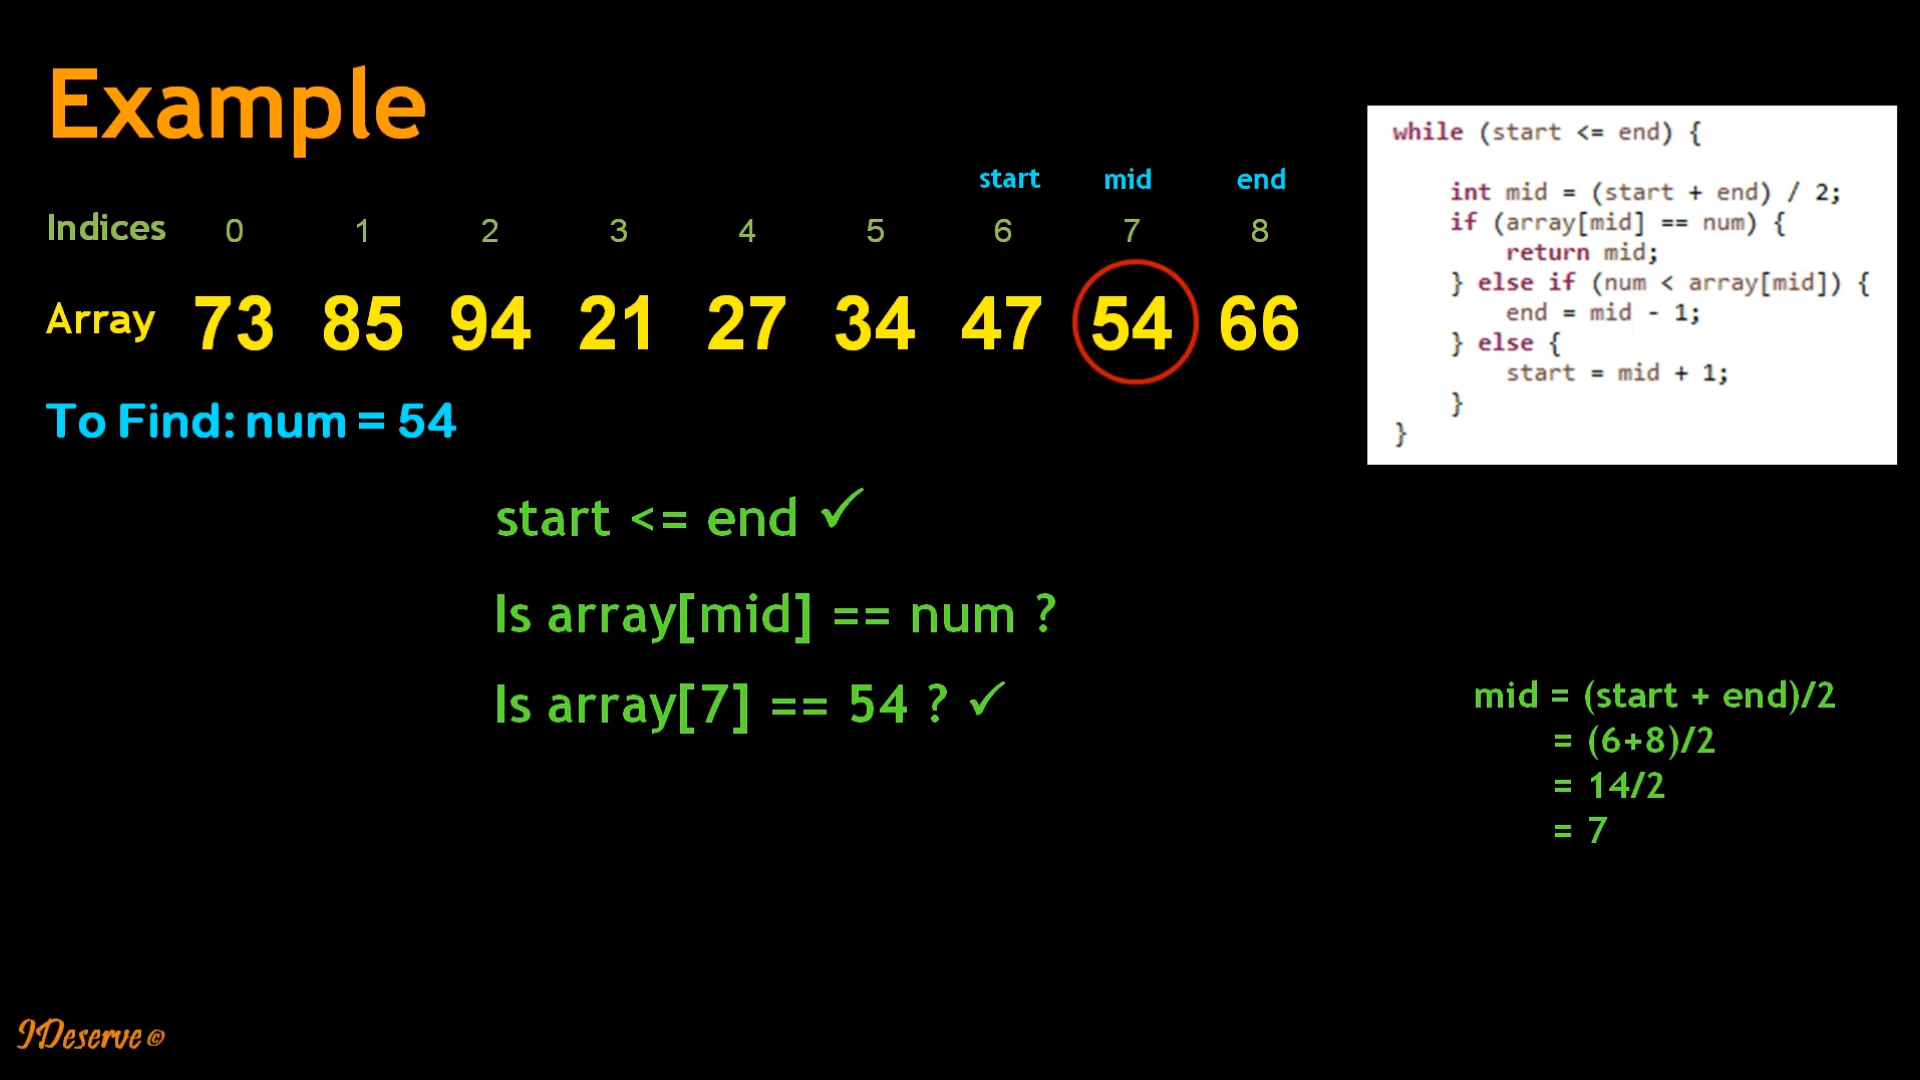 Example
start mid end
Indices 0 1 2 3 4 5 6 7 8
Array 73 85 94 21 27 34 47 54 66
To Find: num = 54
while (start <= end) {
int mid = (start + end) / 2;
if (array[mid] == num) {
return mid;
} else if (num < array[mid]) {
end = mid - 1;
} else {
start = mid + 1;
}
}
start <= end ✓
Is array[mid] == num ?
Is array[7] == 54 ? ✓
mid = (start + end)/2
= (6+8)/2
= 14/2
= 7
IDeserve ©